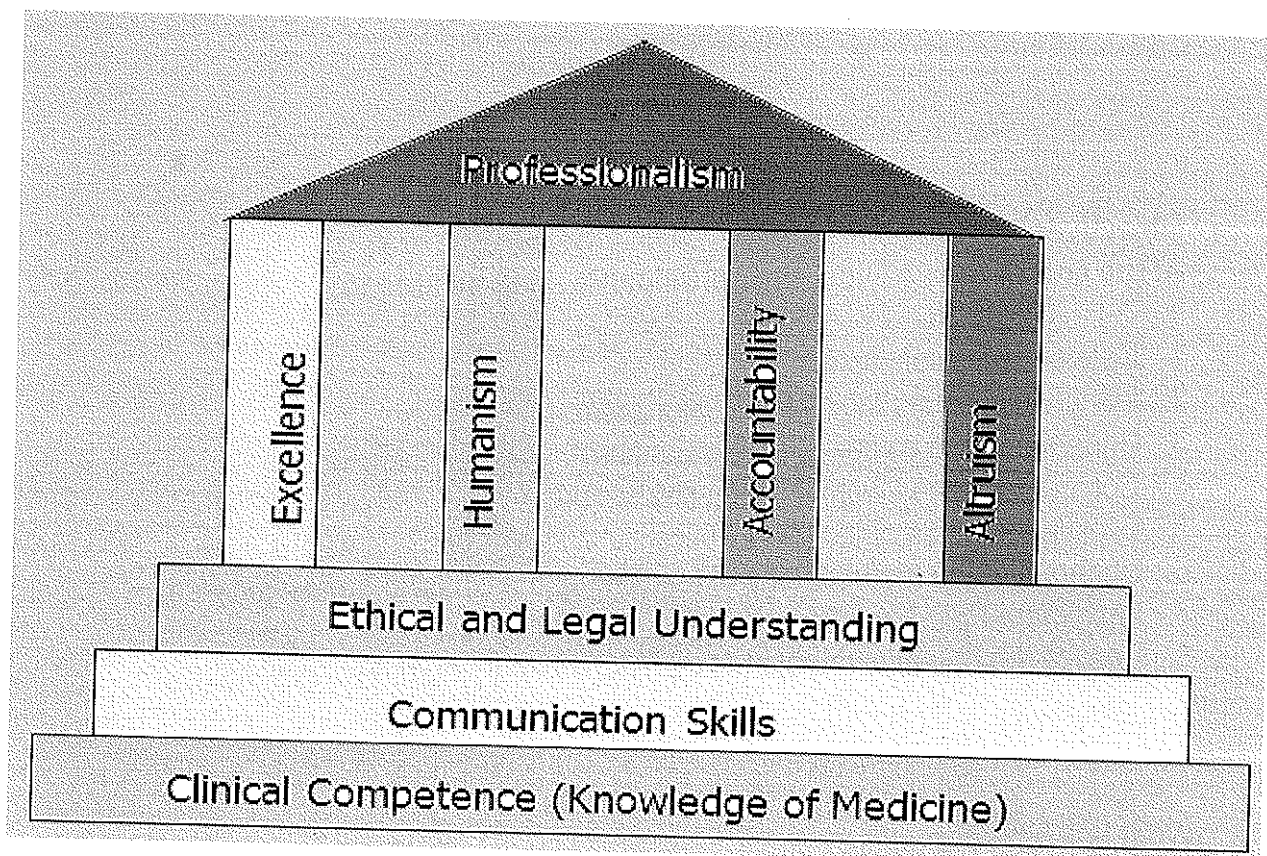 Professionalism
Excellence
Humanism
Accountability
Altruism
Ethical and Legal Understanding
Communication Skills
Clinical Competence (Knowledge of Medicine)